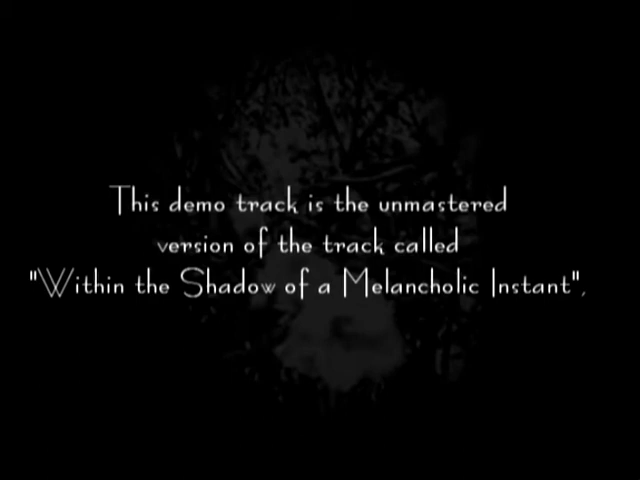 This demo track is the unmastered
version of the track called
"Within the Shadow of a Melancholic Instant",